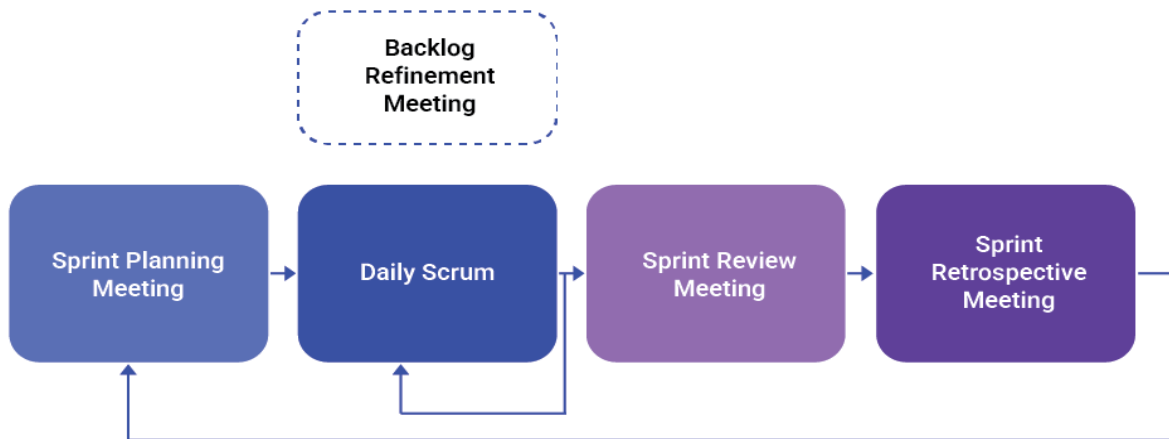 Backlog
Refinement
Meeting
Sprint Planning
Meeting
Daily Scrum
Sprint Review
Meeting
Sprint
Retrospective
Meeting